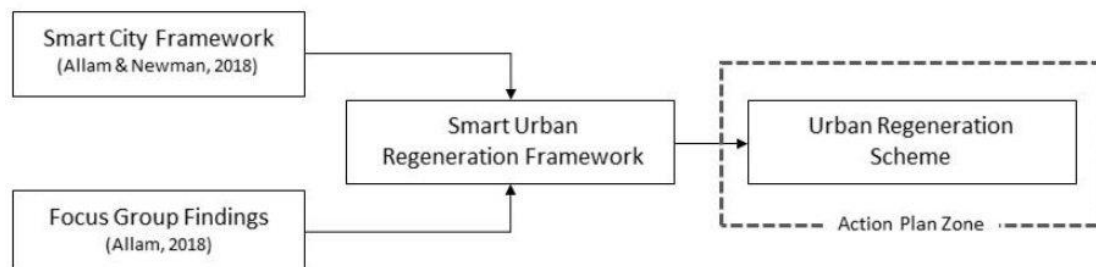 Smart City Framework
(Allam & Newman, 2018)
Smart Urban
Regeneration Framework
Urban Regeneration
Scheme
Focus Group Findings
(Allam, 2018)
Action Plan Zone